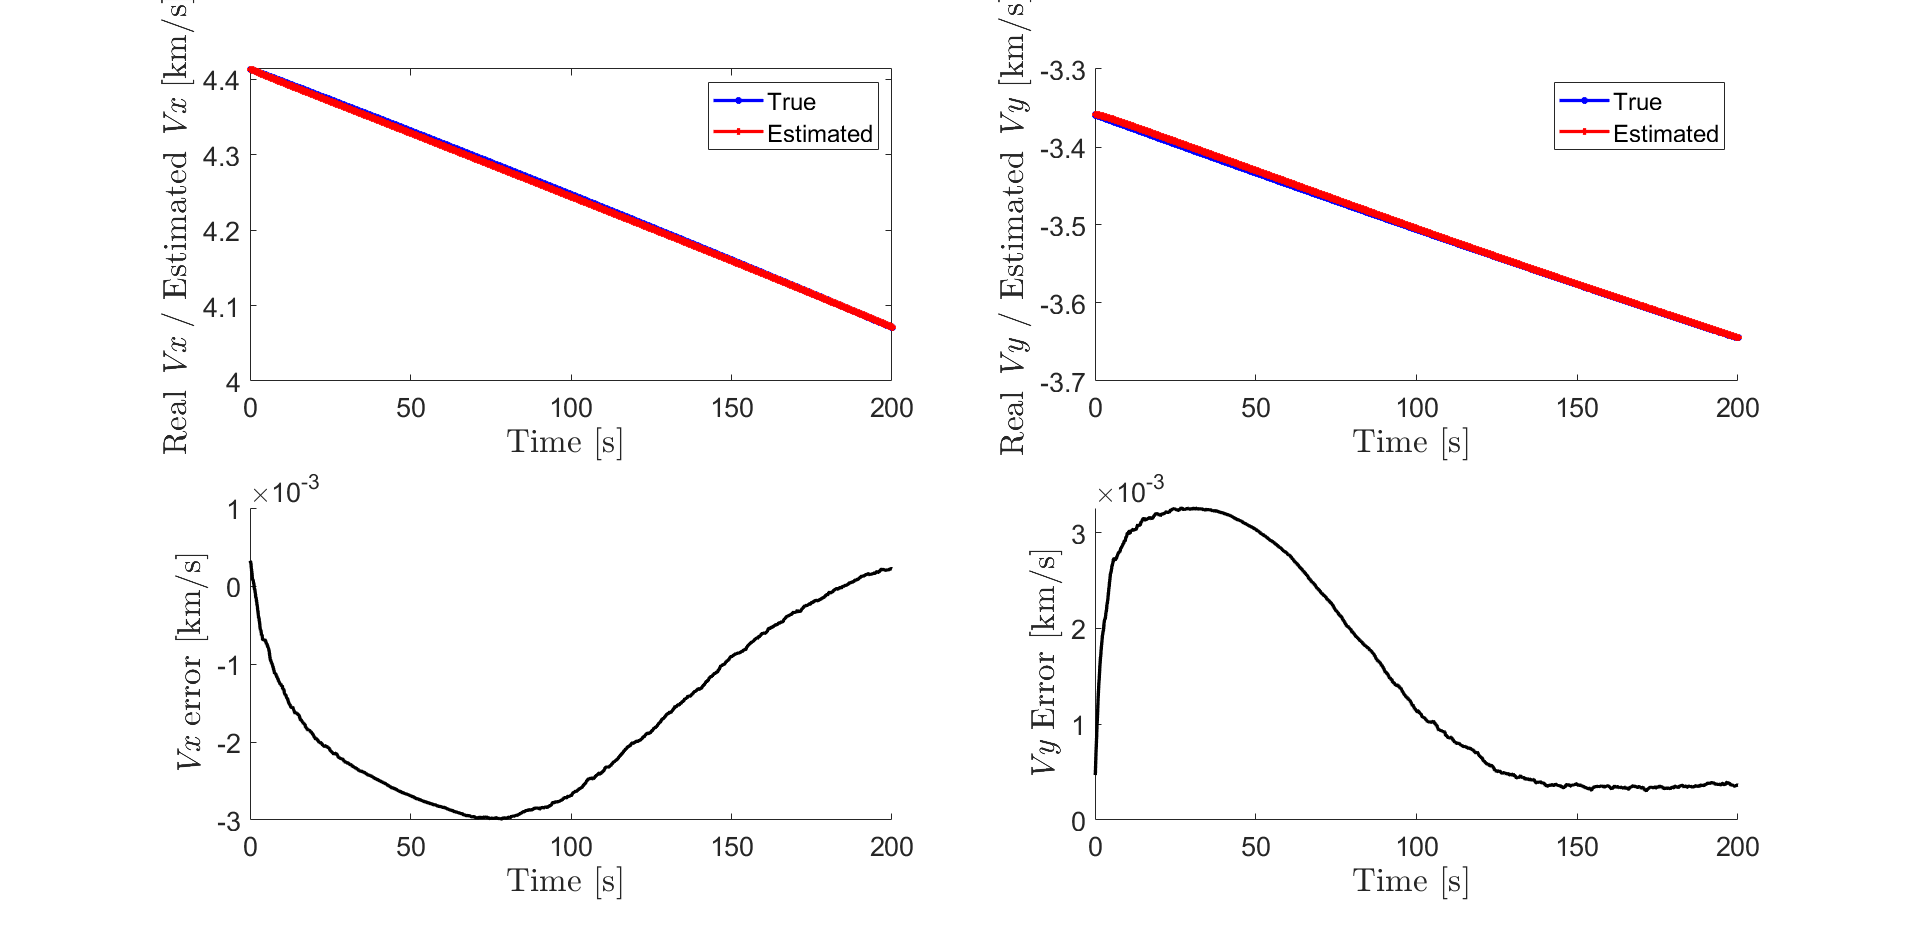 Real Vx / Estimated Vx [km/s]
4.4
4.3
4.2
4.1
4
0 50 100 150 200
Time [s]
True
Estimated
Real Vy / Estimated Vy [km/s]
-3.3
-3.4
-3.5
-3.6
-3.7
0 50 100 150 200
Time [s]
True
Estimated
×10-3
Vx error [km/s]
1
0
-1
-2
-3
0 50 100 150 200
Time [s]
×10-3
Vy Error [km/s]
3
2
1
0
0 50 100 150 200
Time [s]